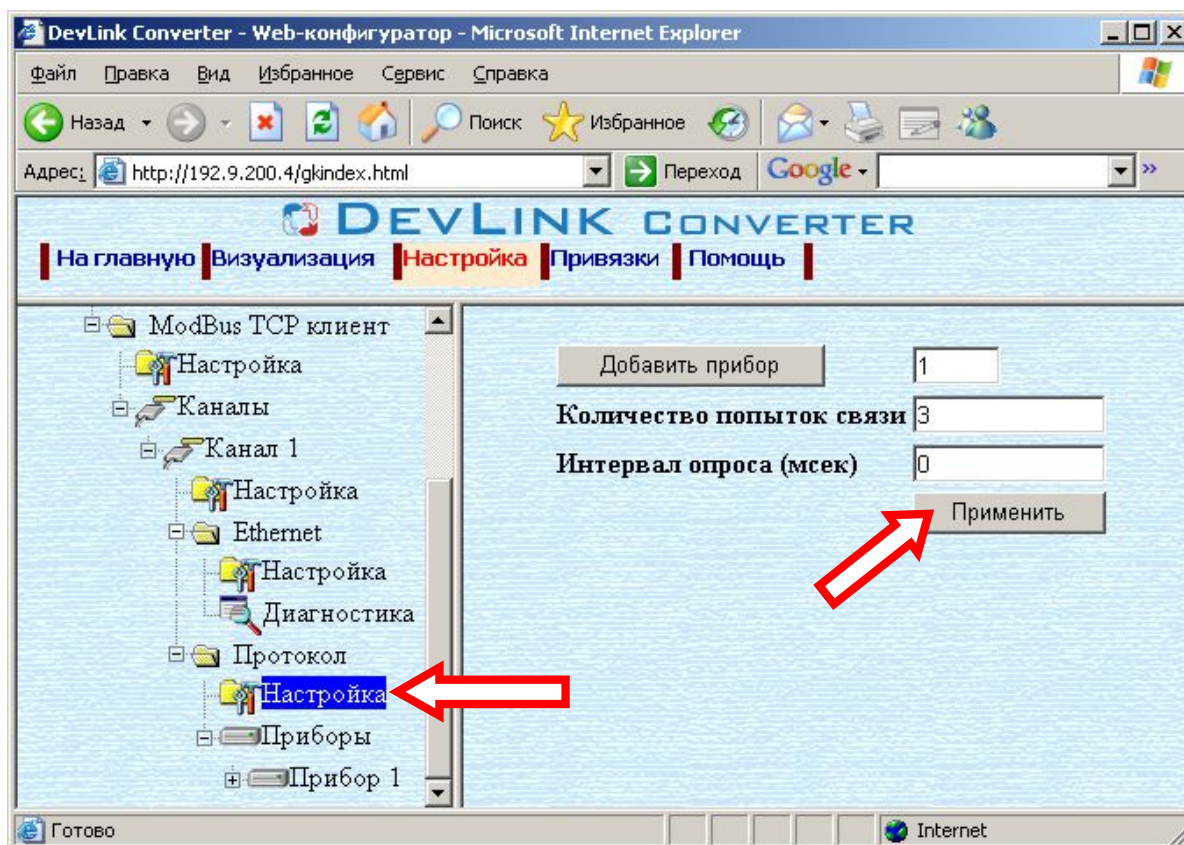 DevLink Converter - Web-конфигуратор - Microsoft Internet Explorer
Файл Правка Вид Избранное Сервис Справка
Назад Поиск Избранное
Адрес: http://192.9.200.4/gkindex.html Переход Google
DEVLINK CONVERTER
На главную Визуализация Настройка Привязки Помощь
ModBus TCP клиент
Настройка
Каналы
Канал 1
Настройка
Ethernet
Настройка
Диагностика
Протокол
Настройка
Приборы
Прибор 1
Добавить прибор 1
Количество попыток связи 3
Интервал опроса (мсек) 0
Применить
Готово Internet